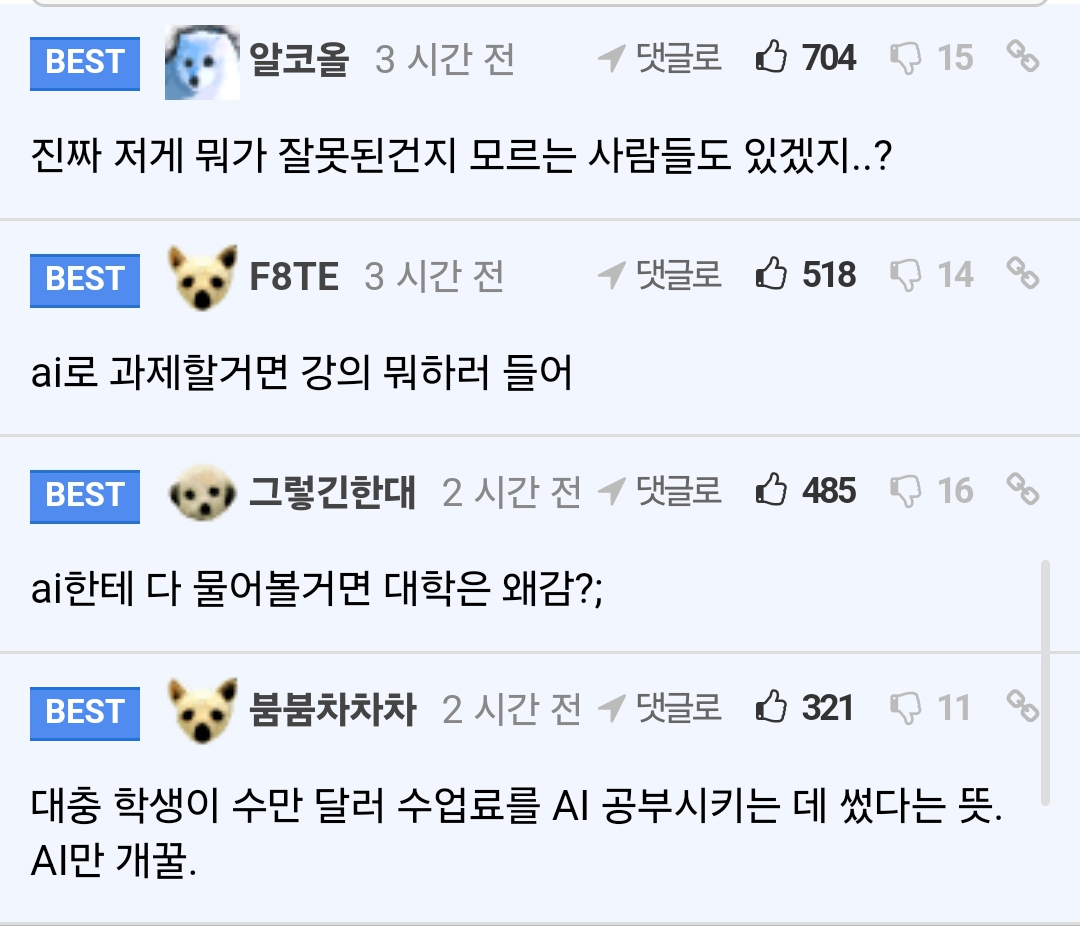 BEST 알코올 3 시간 전 댓글로 704 15
진짜 저게 뭐가 잘못된건지 모르는 사람들도 있겠지..?
BEST F8TE 3 시간 전 댓글로 518 14
ai로 과제할거면 강의 뭐하러 들어
BEST 그렇긴한대 2 시간 전 댓글로 485 16
ai한테 다 물어볼거면 대학은 왜감?;
BEST 붐붐차차차 2 시간 전 댓글로 321 11
대충 학생이 수만 달러 수업료를 AI 공부시키는 데 썼다는 뜻.
AI만 개꿀.